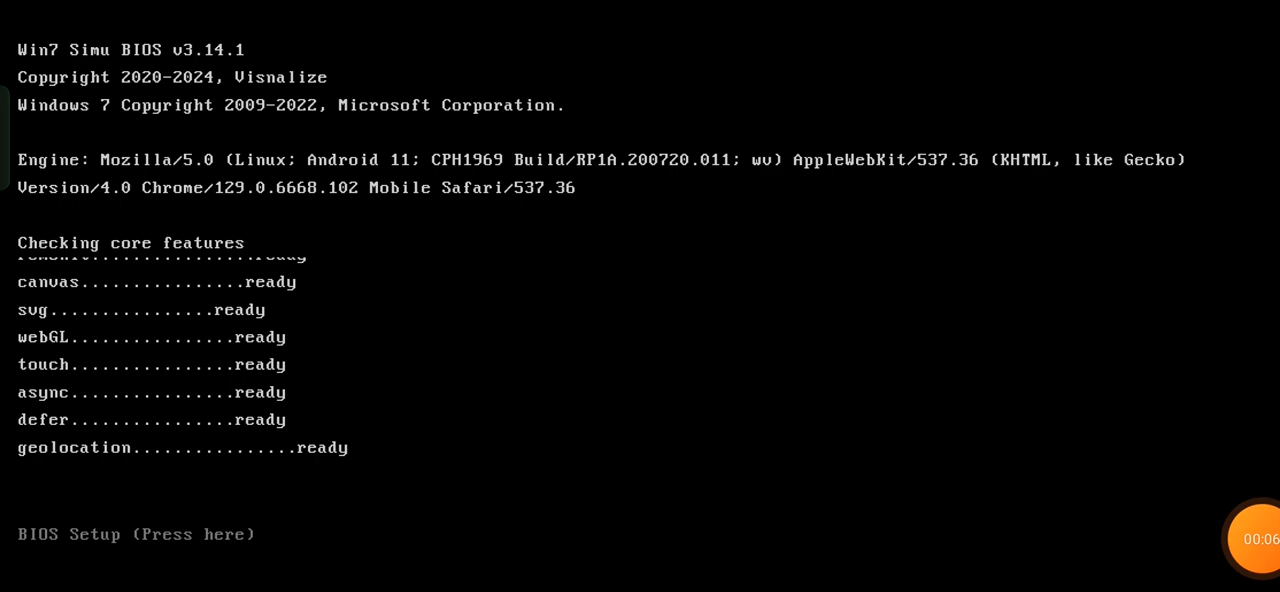 Win7 Simu BIOS v3.14.1
Copyright 2020-2024, Visnalize
Windows 7 Copyright 2009-2022, Microsoft Corporation.
Engine: Mozilla/5.0 (Linux; Android 11; CPH1969 Build/RP1A.200720.011; wv) AppleWebKit/537.36 (KHTML, like Gecko)
Version/4.0 Chrome/129.0.6668.102 Mobile Safari/537.36
Checking core features
canvas................ready
svg................ready
webGL................ready
touch................ready
async................ready
defer................ready
geolocation................ready
BIOS Setup (Press here)
00:06